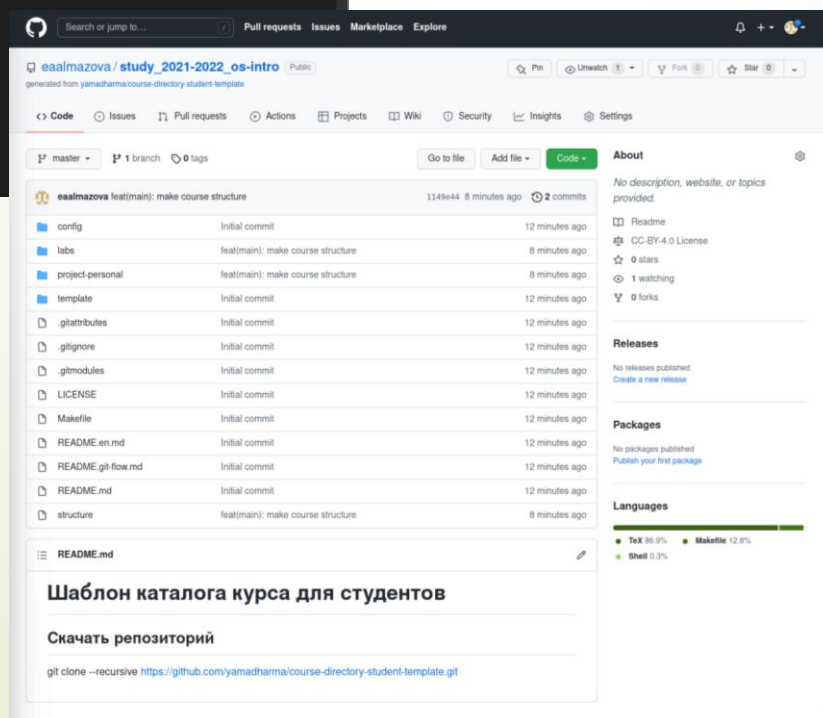 Search or jump to...
/
Pull requests Issues Marketplace Explore
eaalmazova / study_2021-2022_os-intro Public
generated from yamadharma/course-directory-student-template
Pin
Unwatch 1
Fork 0
Star 0
Code Issues Pull requests Actions Projects Wiki Security Insights Settings
master 1 branch 0 tags
Go to file Add file Code
eaalmazova feat(main): make course structure 1149e44 8 minutes ago 2 commits
config Initial commit 12 minutes ago
labs feat(main): make course structure 8 minutes ago
project-personal feat(main): make course structure 8 minutes ago
template Initial commit 12 minutes ago
.gitattributes Initial commit 12 minutes ago
.gitignore Initial commit 12 minutes ago
.gitmodules Initial commit 12 minutes ago
LICENSE Initial commit 12 minutes ago
Makefile Initial commit 12 minutes ago
README.en.md Initial commit 12 minutes ago
README.git-flow.md Initial commit 12 minutes ago
README.md Initial commit 12 minutes ago
structure feat(main): make course structure 8 minutes ago
README.md
Шаблон каталога курса для студентов
Скачать репозиторий
git clone --recursive https://github.com/yamadharma/course-directory-student-template.git
About
No description, website, or topics
provided.
Readme
CC-BY-4.0 License
0 stars
1 watching
0 forks
Releases
No releases published
Create a new release
Packages
No packages published
Publish your first package
Languages
TeX 86.9% Makefile 12.8%
Shell 0.3%